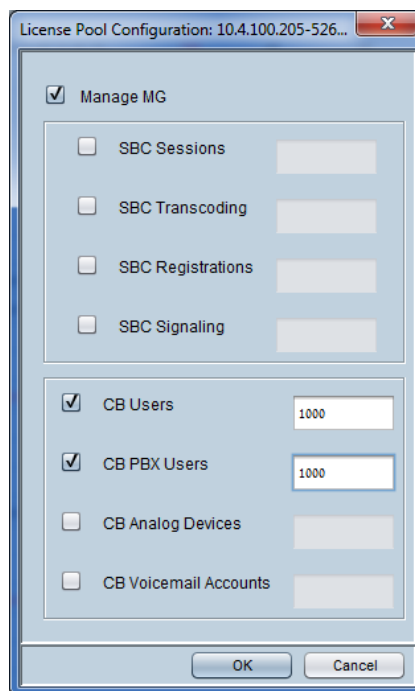 License Pool Configuration: 10.4.100.205-526...
Manage MG
SBC Sessions
SBC Transcoding
SBC Registrations
SBC Signaling
CB Users 1000
CB PBX Users 1000
CB Analog Devices
CB Voicemail Accounts
OK Cancel